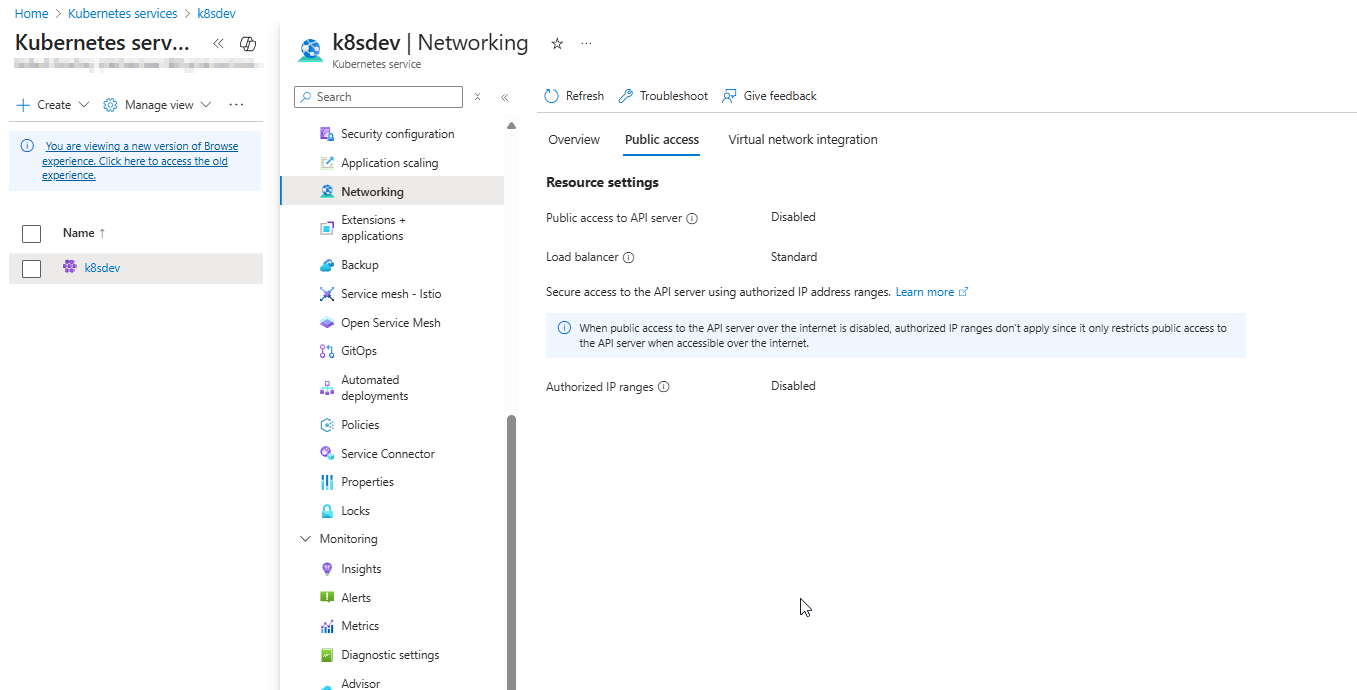 Home > Kubernetes services > k8sdev
Kubernetes serv... «
Create Manage view ...
You are viewing a new version of Browse
experience. Click here to access the old
experience.
Name ↑
k8sdev
k8sdev | Networking ☆ ...
Kubernetes service
Search
«
Security configuration
Application scaling
Networking
Extensions +
applications
Backup
Service mesh - Istio
Open Service Mesh
GitOps
Automated
deployments
Policies
Service Connector
Properties
Locks
Monitoring
Insights
Alerts
Metrics
Diagnostic settings
Advisor
Refresh Troubleshoot Give feedback
Overview Public access Virtual network integration
Resource settings
Public access to API server Disabled
Load balancer Standard
Secure access to the API server using authorized IP address ranges. Learn more
When public access to the API server over the internet is disabled, authorized IP ranges don't apply since it only restricts public access to
the API server when accessible over the internet.
Authorized IP ranges Disabled